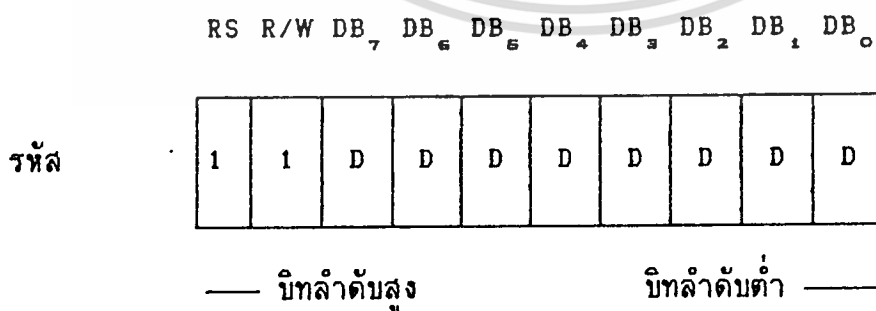 RS R/W DB₇ DB₆ DB₅ DB₄ DB₃ DB₂ DB₁ DB₀
รหัส 1 1 D D D D D D D D
บิทลำดับสูง บิทลำดับต่ำ